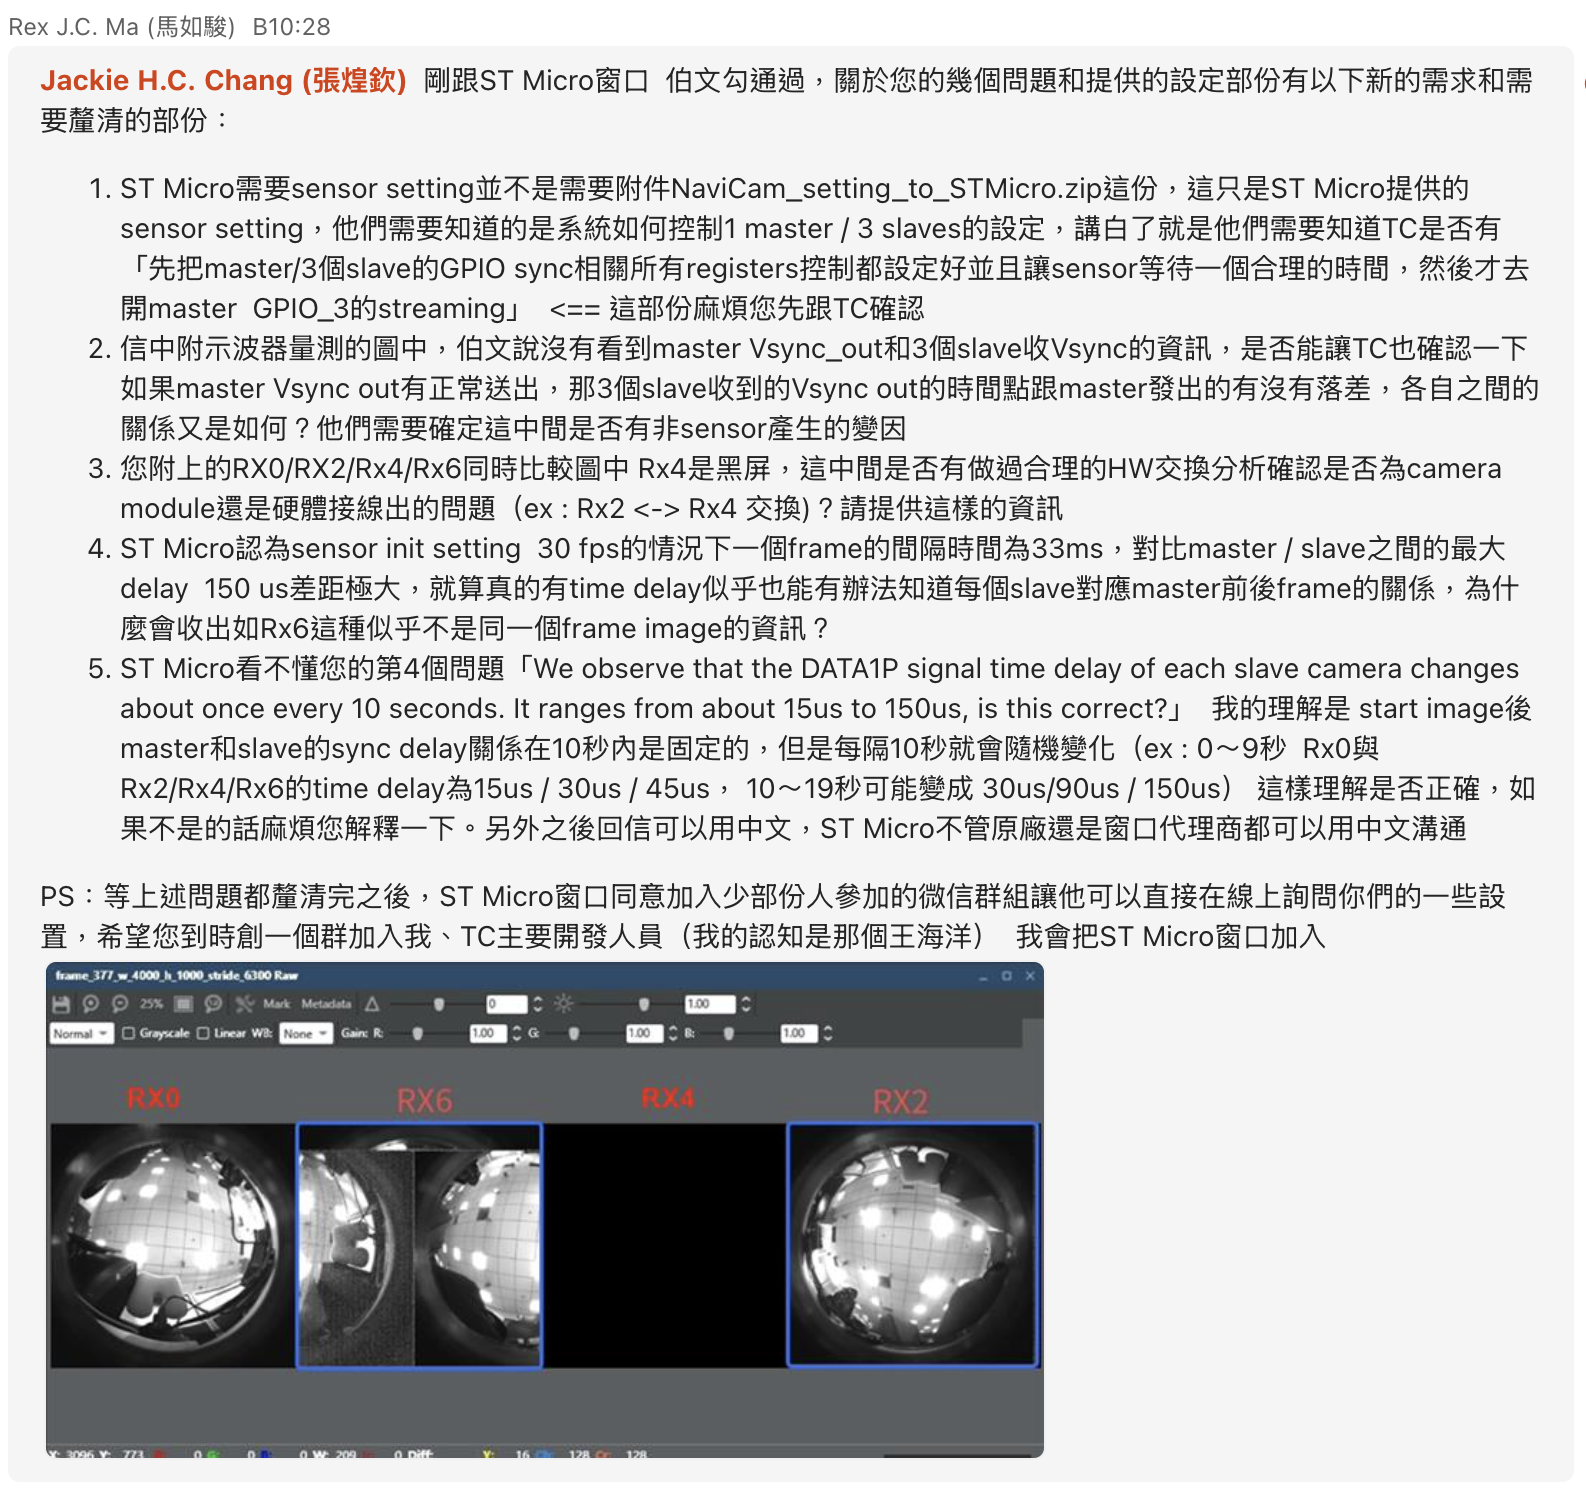 Rex J.C. Ma (馬如駿) B10:28
Jackie H.C. Chang (張煌欽) 剛跟ST Micro窗口 伯文勾通過，關於您的幾個問題和提供的設定部份有以下新的需求和需
要釐清的部份：
1. ST Micro需要sensor setting並不是需要附件NaviCam_setting_to_STMicro.zip這份，這只是ST Micro提供的
sensor setting，他們需要知道的是系統如何控制1 master / 3 slaves的設定，講白了就是他們需要知道TC是否有
「先把master/3個slave的GPIO sync相關所有registers控制都設定好並且讓sensor等待一個合理的時間，然後才去
開master GPIO_3的streaming」 <== 這部份麻煩您先跟TC確認
2. 信中附示波器量測的圖中，伯文說沒有看到master Vsync_out和3個slave收Vsync的資訊，是否能讓TC也確認一下
如果master Vsync out有正常送出，那3個slave收到的Vsync out的時間點跟master發出的有沒有落差，各自之間的
關係又是如何？他們需要確定這中間是否有非sensor產生的變因
3. 您附上的RX0/RX2/Rx4/Rx6同時比較圖中 Rx4是黑屏，這中間是否有做過合理的HW交換分析確認是否為camera
module還是硬體接線出的問題（ex : Rx2 <-> Rx4 交換)？請提供這樣的資訊
4. ST Micro認為sensor init setting 30 fps的情況下一個frame的間隔時間為33ms，對比master / slave之間的最大
delay 150 us差距極大，就算真的有time delay似乎也能有辦法知道每個slave對應master前後frame的關係，為什
麼會收出如Rx6這種似乎不是同一個frame image的資訊？
5. ST Micro看不懂您的第4個問題「We observe that the DATA1P signal time delay of each slave camera changes
about once every 10 seconds. It ranges from about 15us to 150us, is this correct?」 我的理解是 start image後
master和slave的sync delay關係在10秒內是固定的，但是每隔10秒就會隨機變化（ex : 0～9秒 Rx0與
Rx2/Rx4/Rx6的time delay為15us / 30us / 45us， 10～19秒可能變成 30us/90us / 150us） 這樣理解是否正確，如
果不是的話麻煩您解釋一下。另外之後回信可以用中文，ST Micro不管原廠還是窗口代理商都可以用中文溝通
PS：等上述問題都釐清完之後，ST Micro窗口同意加入少部份人參加的微信群組讓他可以直接在線上詢問你們的一些設
置，希望您到時創一個群加入我、TC主要開發人員（我的認知是那個王海洋） 我會把ST Micro窗口加入
frame_377_w_4000_h_1000_stride_6300 Raw
25% Mark Metadata 0 1.00
Normal Grayscale Linear WB: None Gain: R: 1.00 G: 1.00 B: 1.00
RX0 RX6 RX4 RX2
X: 3096 Y: 773 0 G: 0 B: 0 W: 209 0 Diff: Y: 16 Cb: 128 Cr: 128